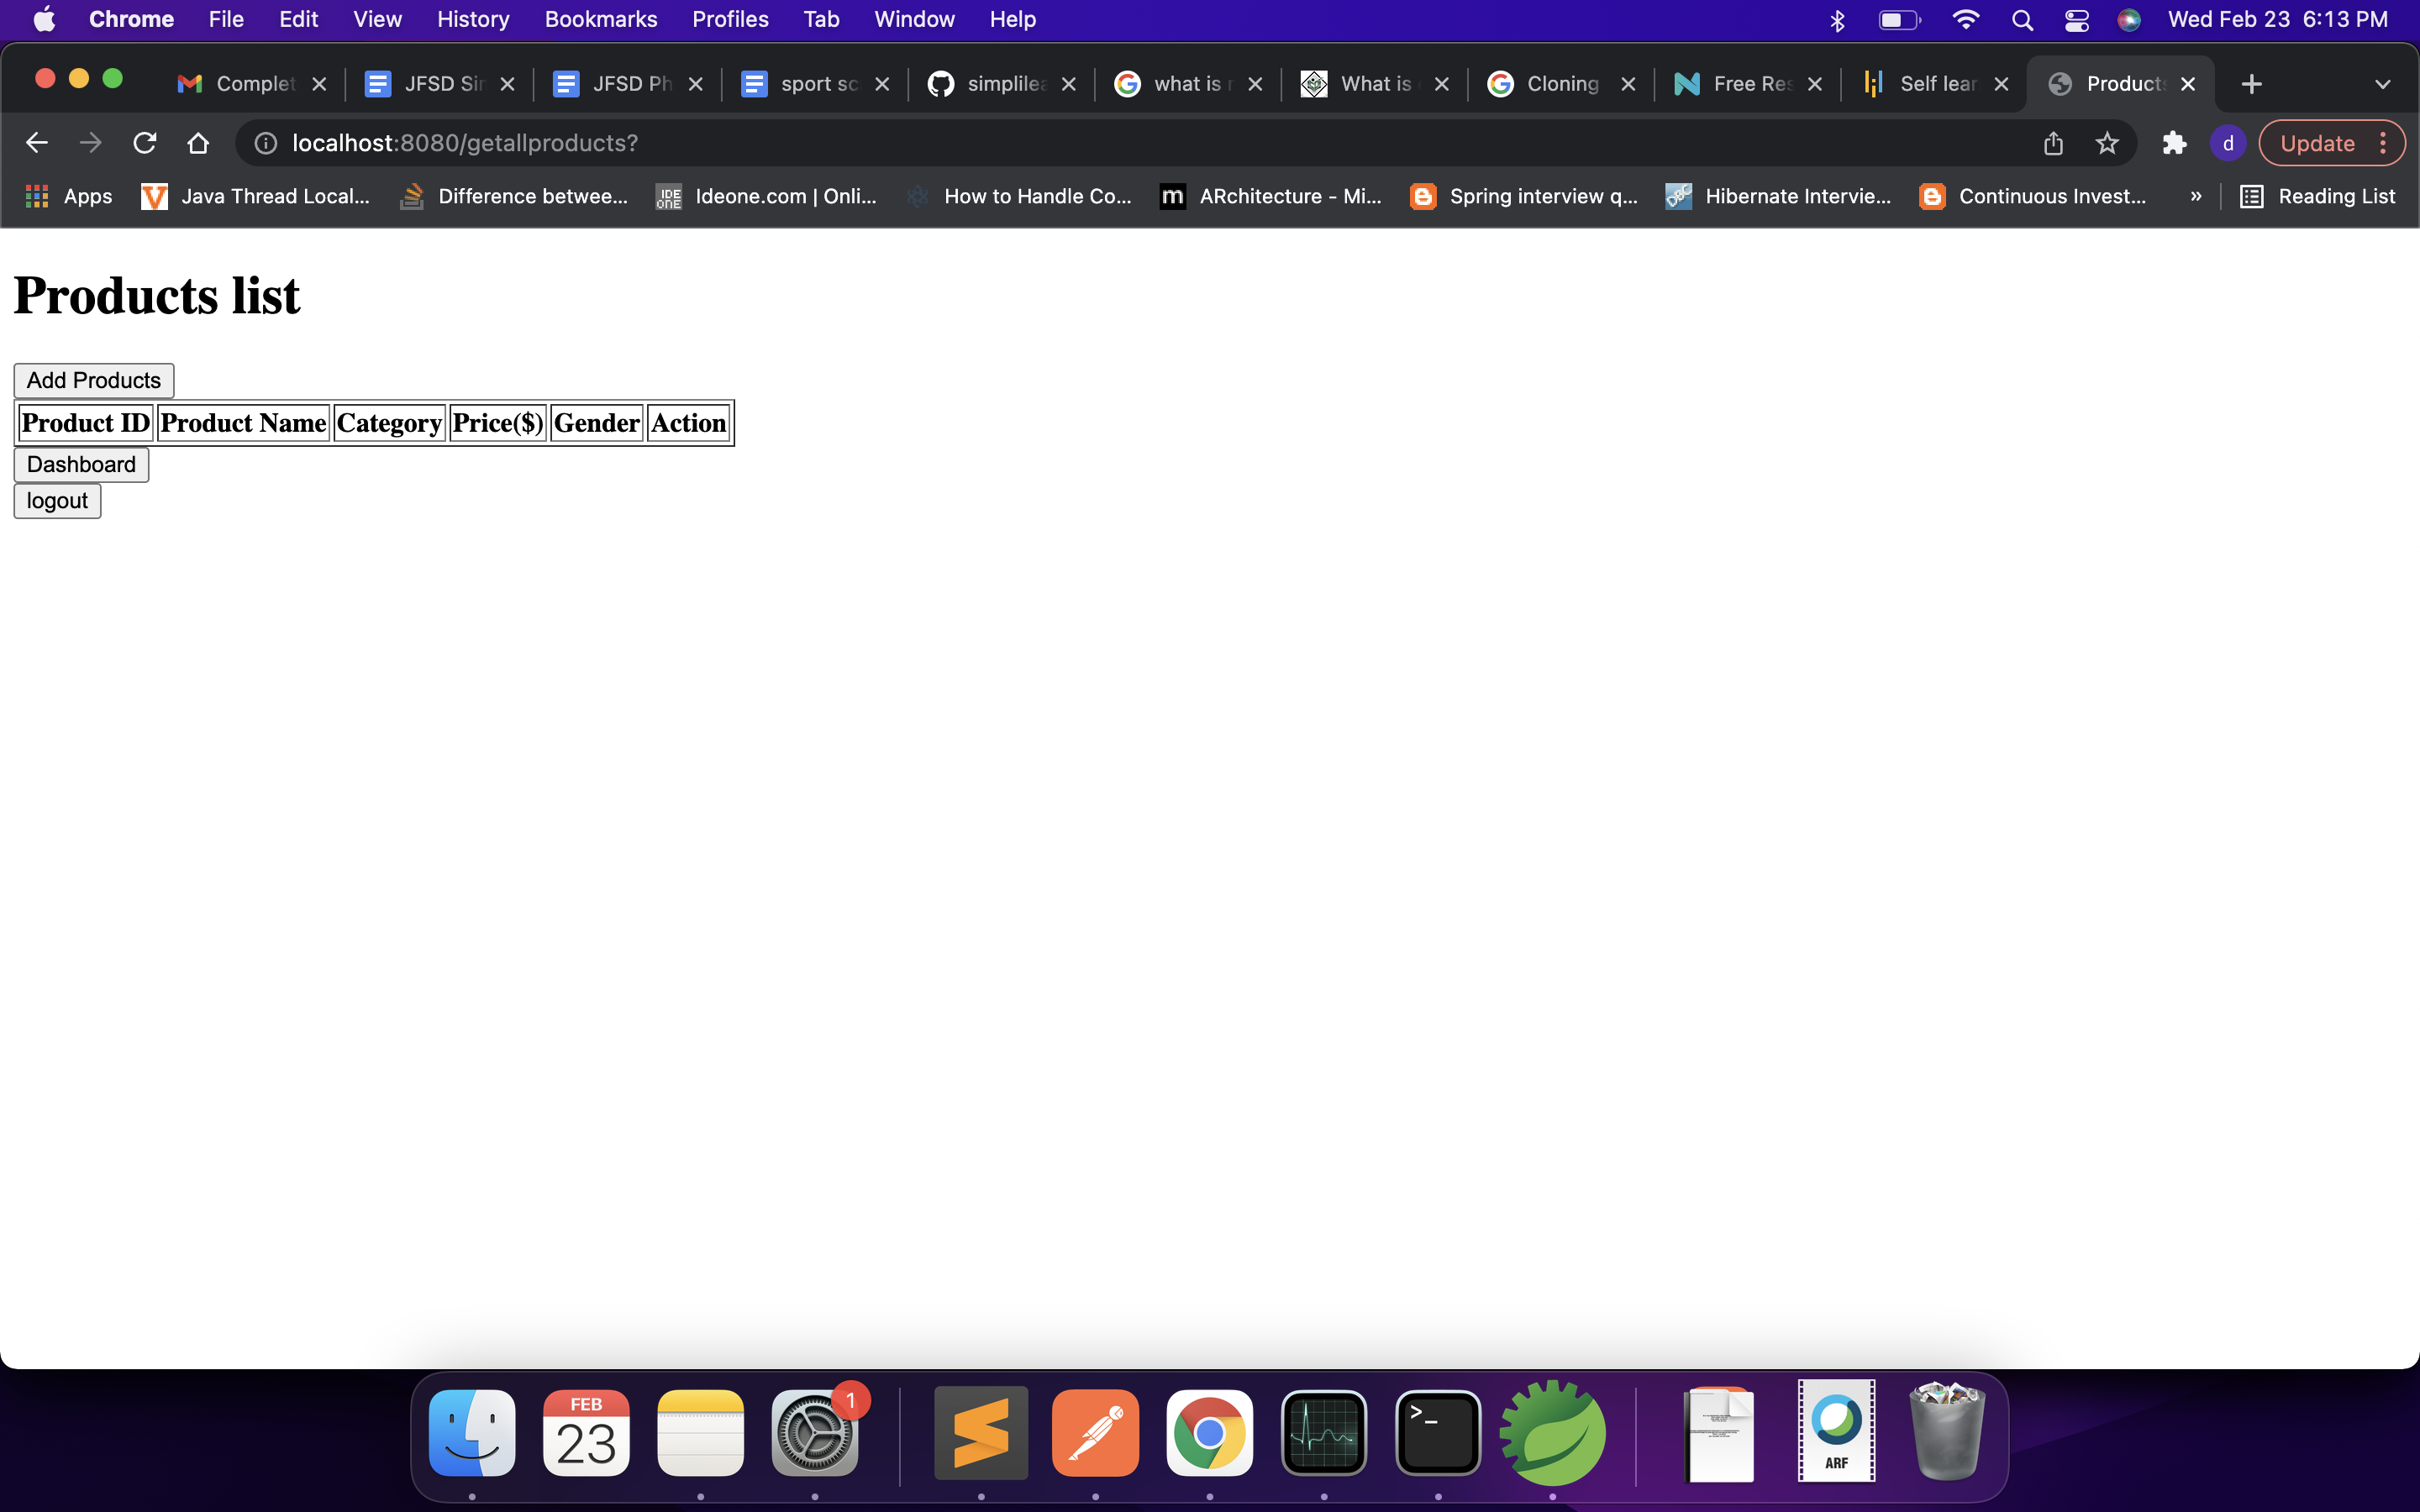 Chrome File Edit View History Bookmarks Profiles Tab Window Help Wed Feb 23 6:13 PM
Complet JFSD Sir JFSD Ph sport sc simplilea what is r What is Cloning Free Res Self lear Products
localhost:8080/getallproducts? d Update
Apps Java Thread Local... Difference betwee... IDE ONE Ideone.com | Onli... How to Handle Co... m ARchitecture - Mi... Spring interview q... Hibernate Intervie... Continuous Invest... » Reading List
Products list
Add Products
Product ID Product Name Category Price($) Gender Action
Dashboard
logout
FEB 1
23 >_
ARF